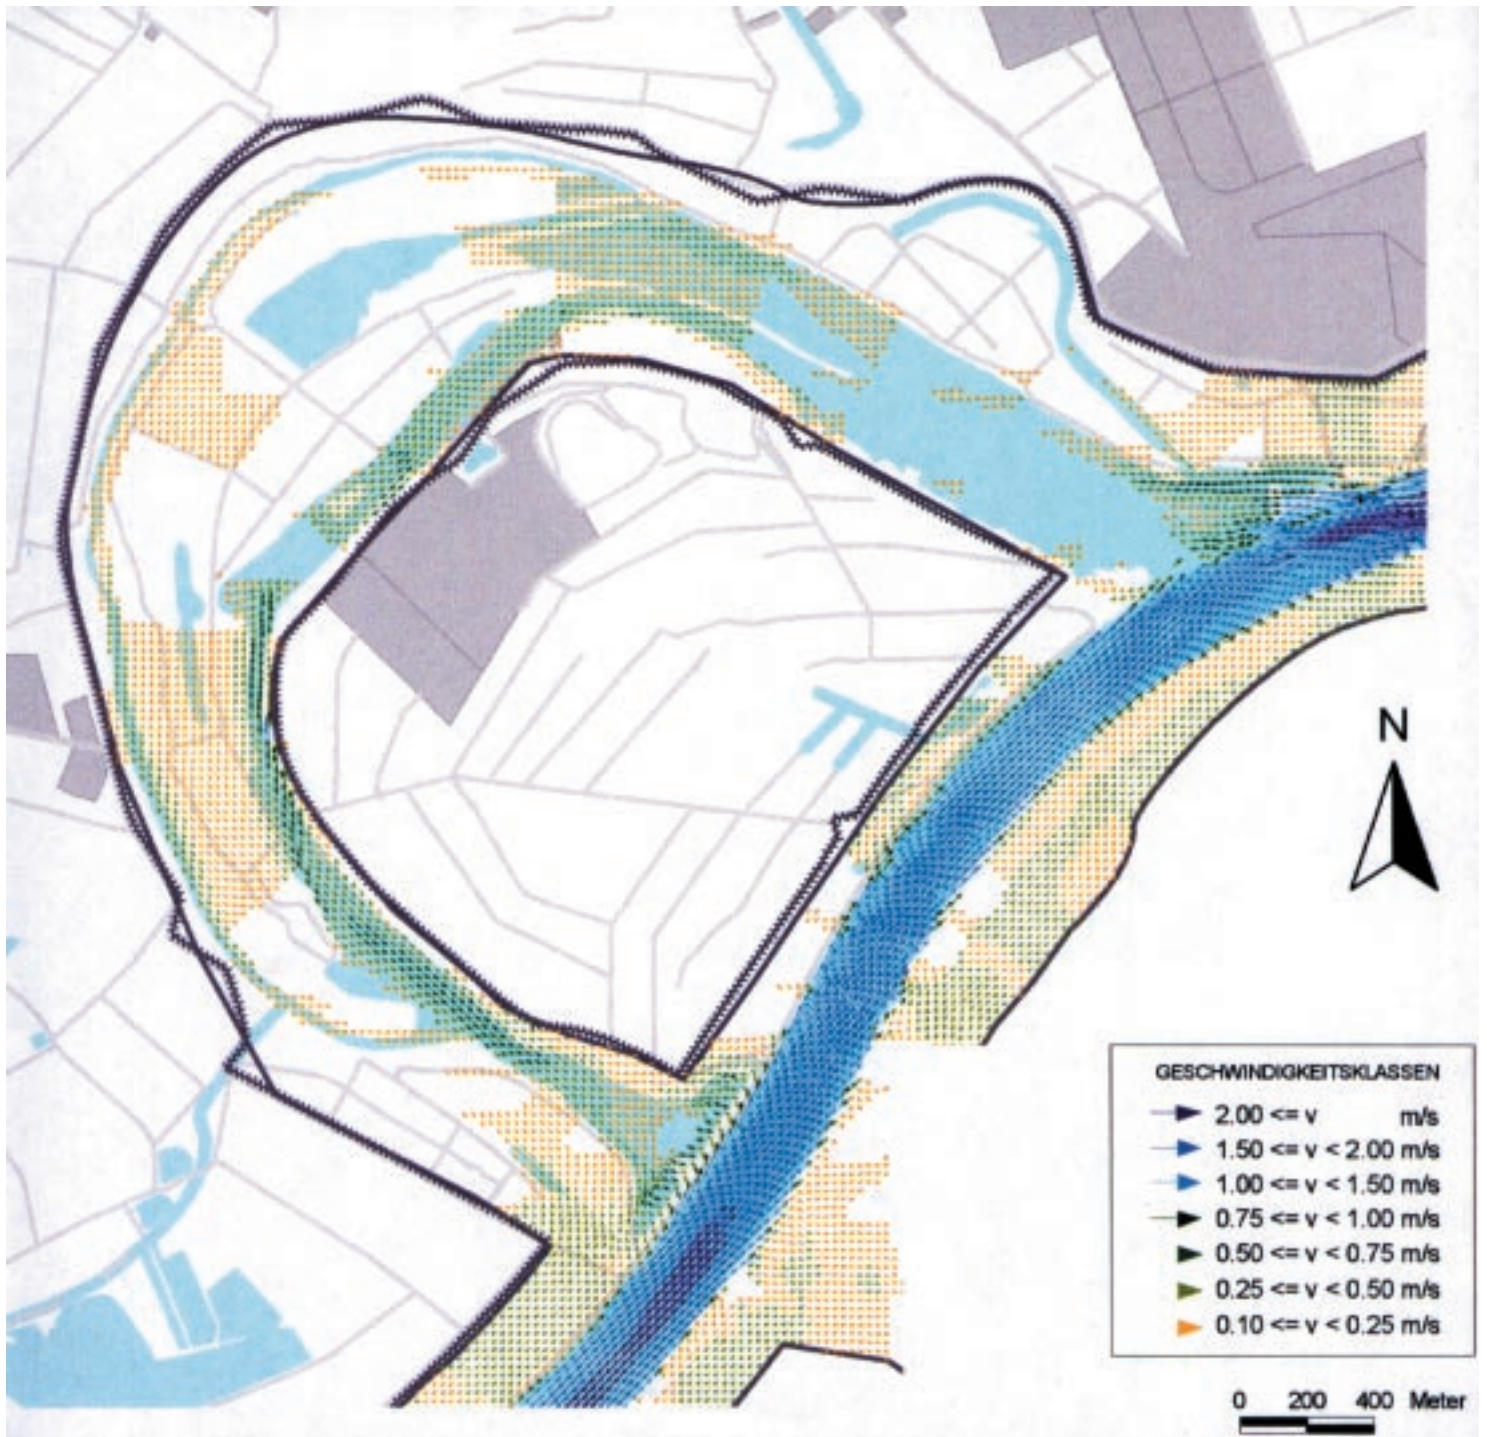 N
GESCHWINDIGKEITSKLASSEN
2.00 <= v m/s
1.50 <= v < 2.00 m/s
1.00 <= v < 1.50 m/s
0.75 <= v < 1.00 m/s
0.50 <= v < 0.75 m/s
0.25 <= v < 0.50 m/s
0.10 <= v < 0.25 m/s
0 200 400 Meter